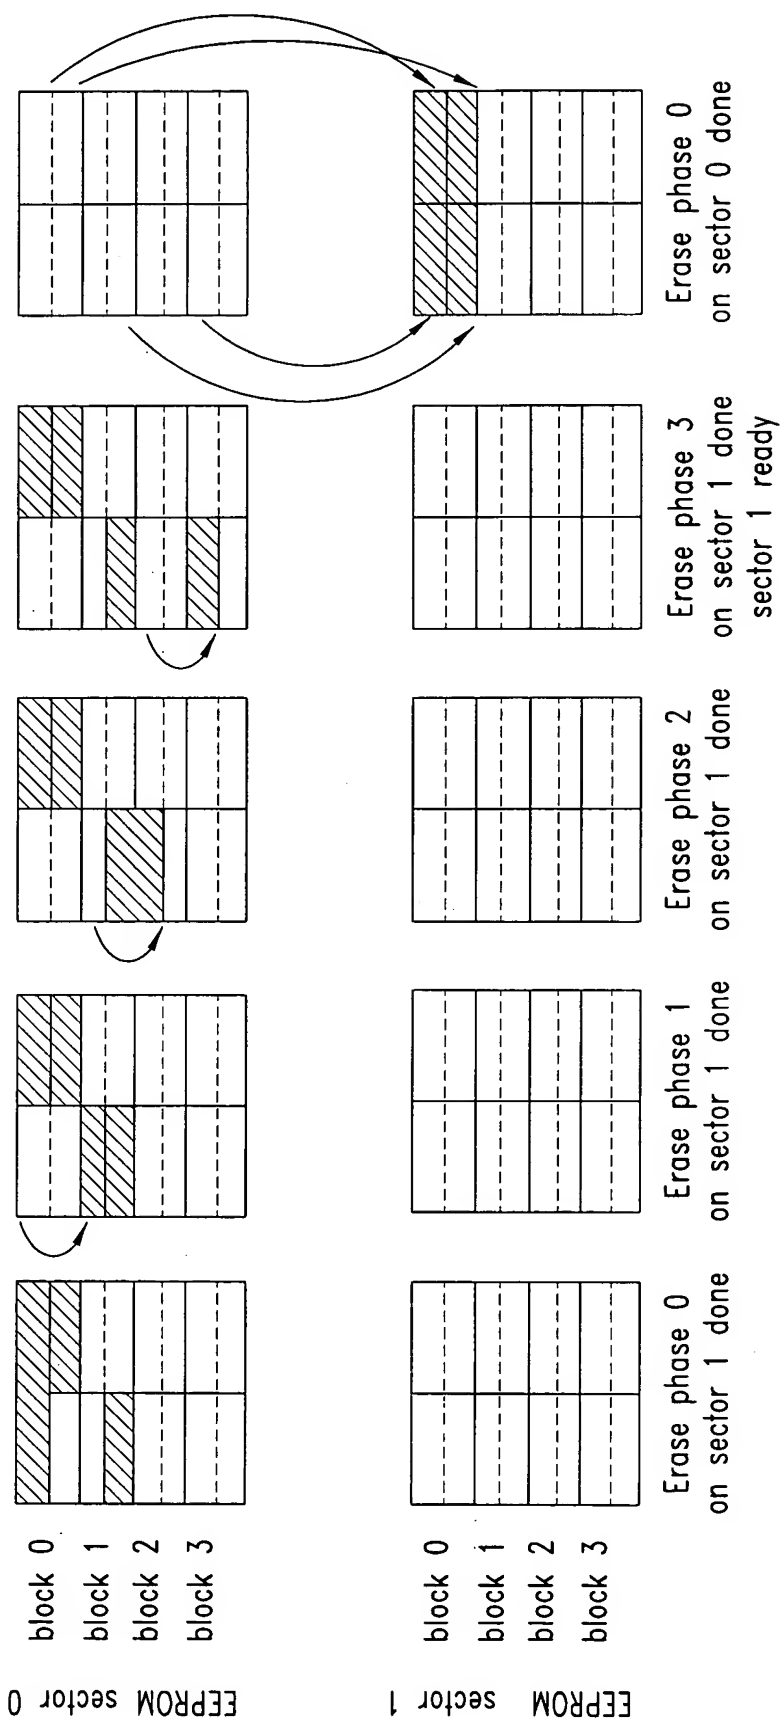 EEPROM
sector 0
block 0
block 1
block 2
block 3
EEPROM
sector 1
block 0
block 1
block 2
block 3
Erase phase 0
on sector 1 done
Erase phase 1
on sector 1 done
Erase phase 2
on sector 1 done
Erase phase 3
on sector 1 done
sector 1 ready
Erase phase 0
on sector 0 done